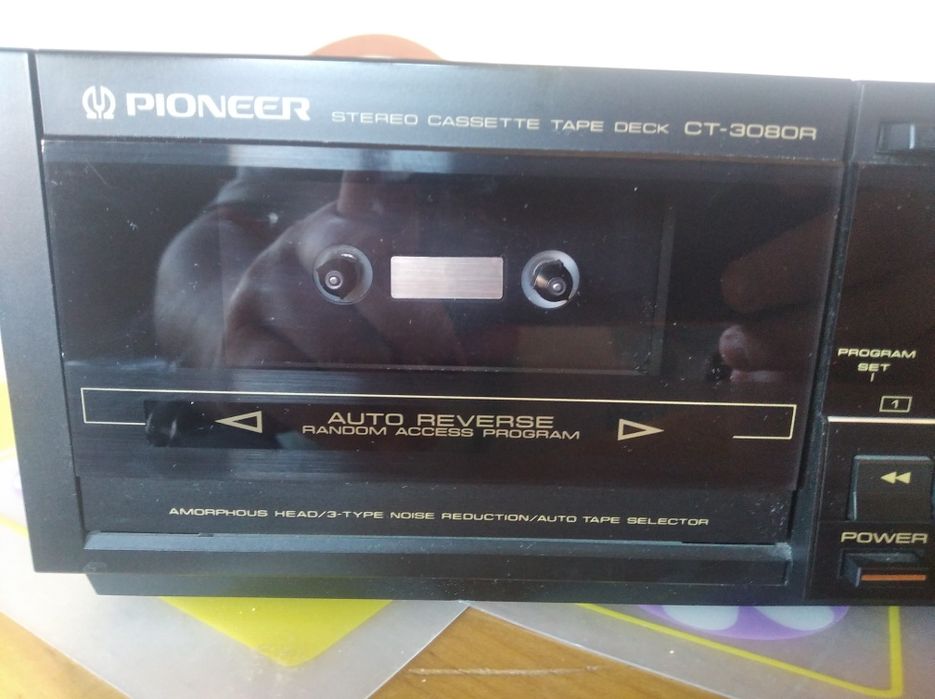 PIONEER STEREO CASSETTE TAPE DECK CT-3080R
PROGRAM
SET
1
AUTO REVERSE
RANDOM ACCESS PROGRAM
AMORPHOUS HEAD/3-TYPE NOISE REDUCTION/AUTO TAPE SELECTOR
POWER